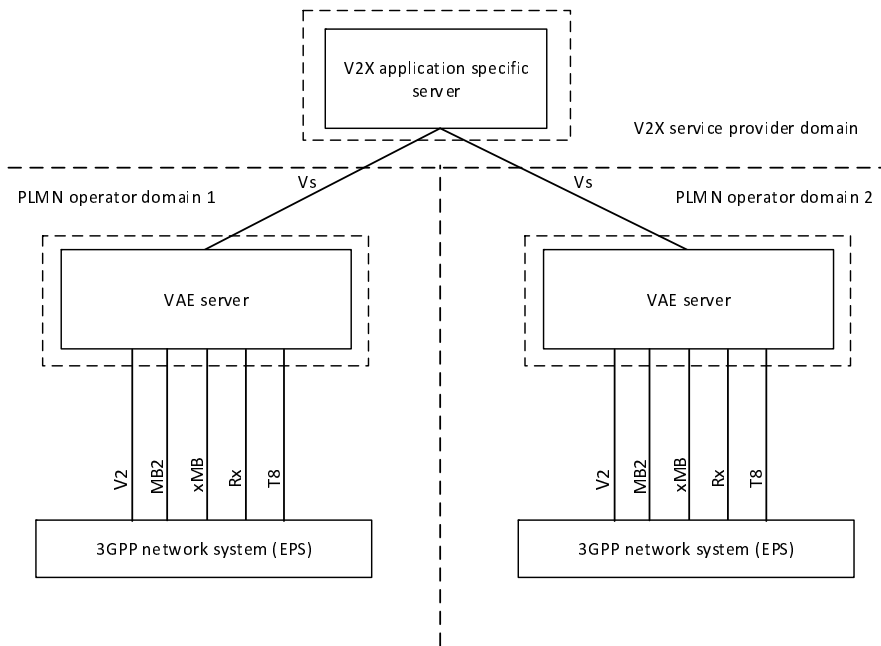 V2X application specific
server
V2X service provider domain
Vs
Vs
PLMN operator domain 1
PLMN operator domain 2
VAE server
VAE server
V2
MB2
xMB
Rx
T8
V2
MB2
xMB
Rx
T8
3GPP network system (EPS)
3GPP network system (EPS)